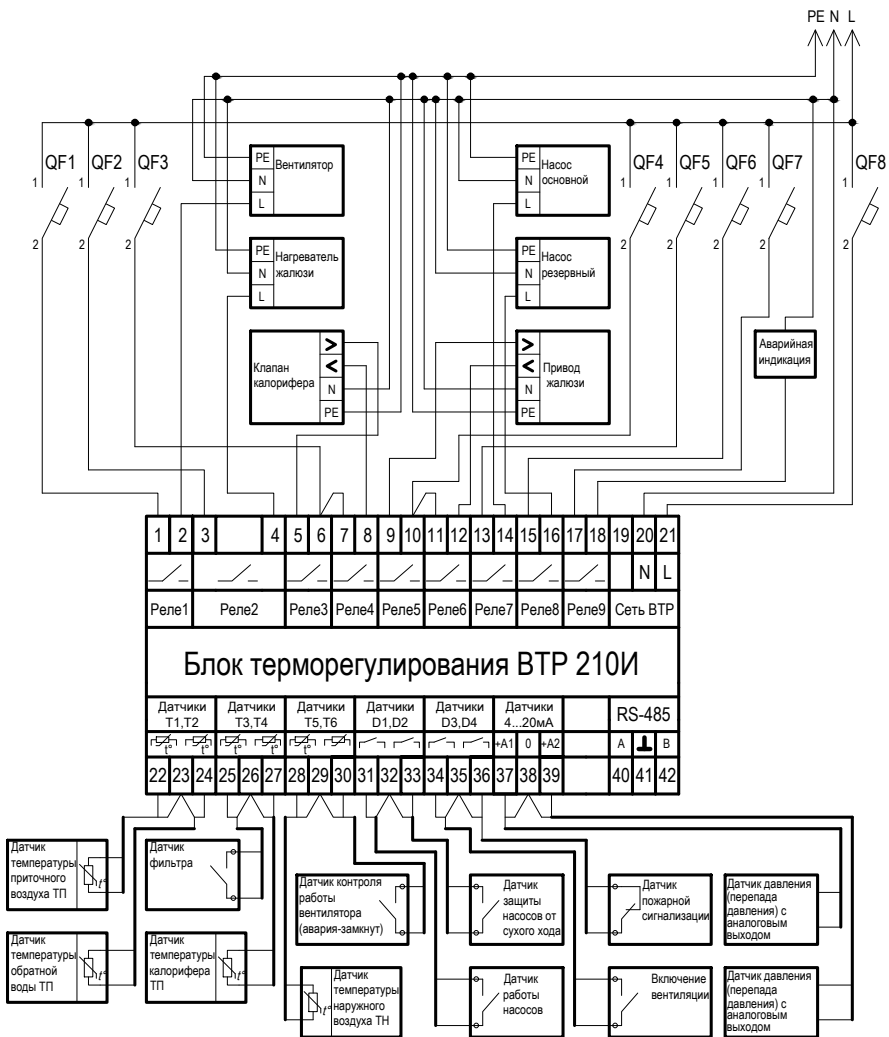 PE N L
QF1 QF2 QF3 QF4 QF5 QF6 QF7 QF8
1 1 1 1 1 1 1 1
2 2 2 2 2 2 2 2
PE
N
L
Вентилятор
PE
N
L
Насос
основной
PE
N
L
Нагреватель
жалюзи
PE
N
L
Насос
резервный
Клапан
калорифера
>
<
N
PE
>
<
N
PE
Привод
жалюзи
Аварийная
индикация
1 2 3 4 5 6 7 8 9 10 11 12 13 14 15 16 17 18 19 20 21
N L
Реле1 Реле2 Реле3 Реле4 Реле5 Реле6 Реле7 Реле8 Реле9 Сеть ВТР
Блок терморегулирования ВТР 210И
Датчики
Т1,Т2
Датчики
Т3,Т4
Датчики
Т5,Т6
Датчики
D1,D2
Датчики
D3,D4
Датчики
4...20мА
RS-485
t° t° t° t° t° +A1 0 +A2 A B
22 23 24 25 26 27 28 29 30 31 32 33 34 35 36 37 38 39 40 41 42
Датчик
температуры
приточного
воздуха ТП
t°
Датчик
фильтра
Датчик
температуры
обратной
воды ТП
t°
Датчик
температуры
калорифера
ТП
t°
Датчик контроля
работы
вентилятора
(авария-замкнут)
Датчик
температуры
наружного
воздуха ТН
t°
Датчик
защиты
насосов от
сухого хода
Датчик
работы
насосов
Датчик
пожарной
сигнализации
Включение
вентиляции
Датчик давления
(перепада
давления) с
аналоговым
выходом
Датчик давления
(перепада
давления) с
аналоговым
выходом